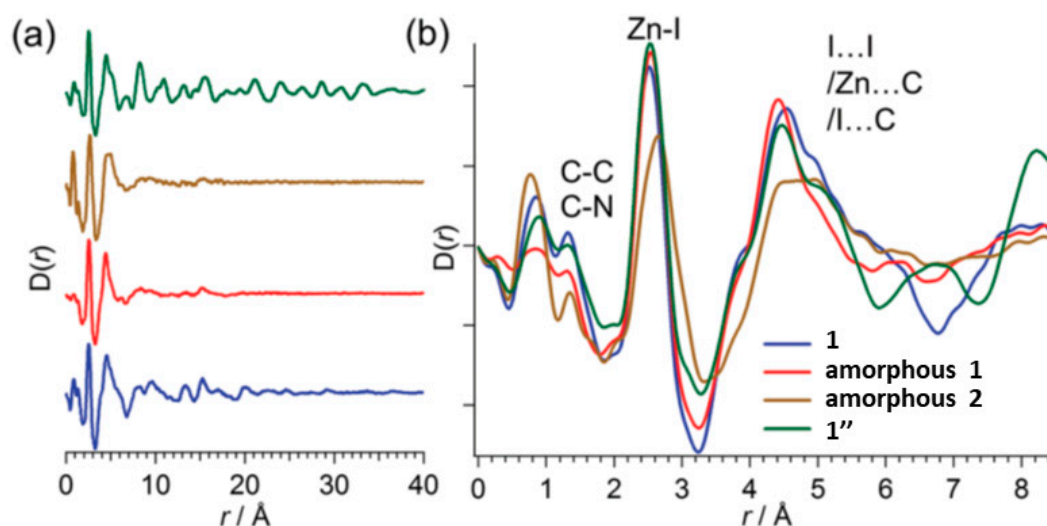 (a)
D(r)
0 10 20 30 40
r / Å
(b)
Zn-I
I...I
/Zn...C
/I...C
C-C
C-N
D(r)
1
amorphous 1
amorphous 2
1”
0 1 2 3 4 5 6 7 8
r / Å